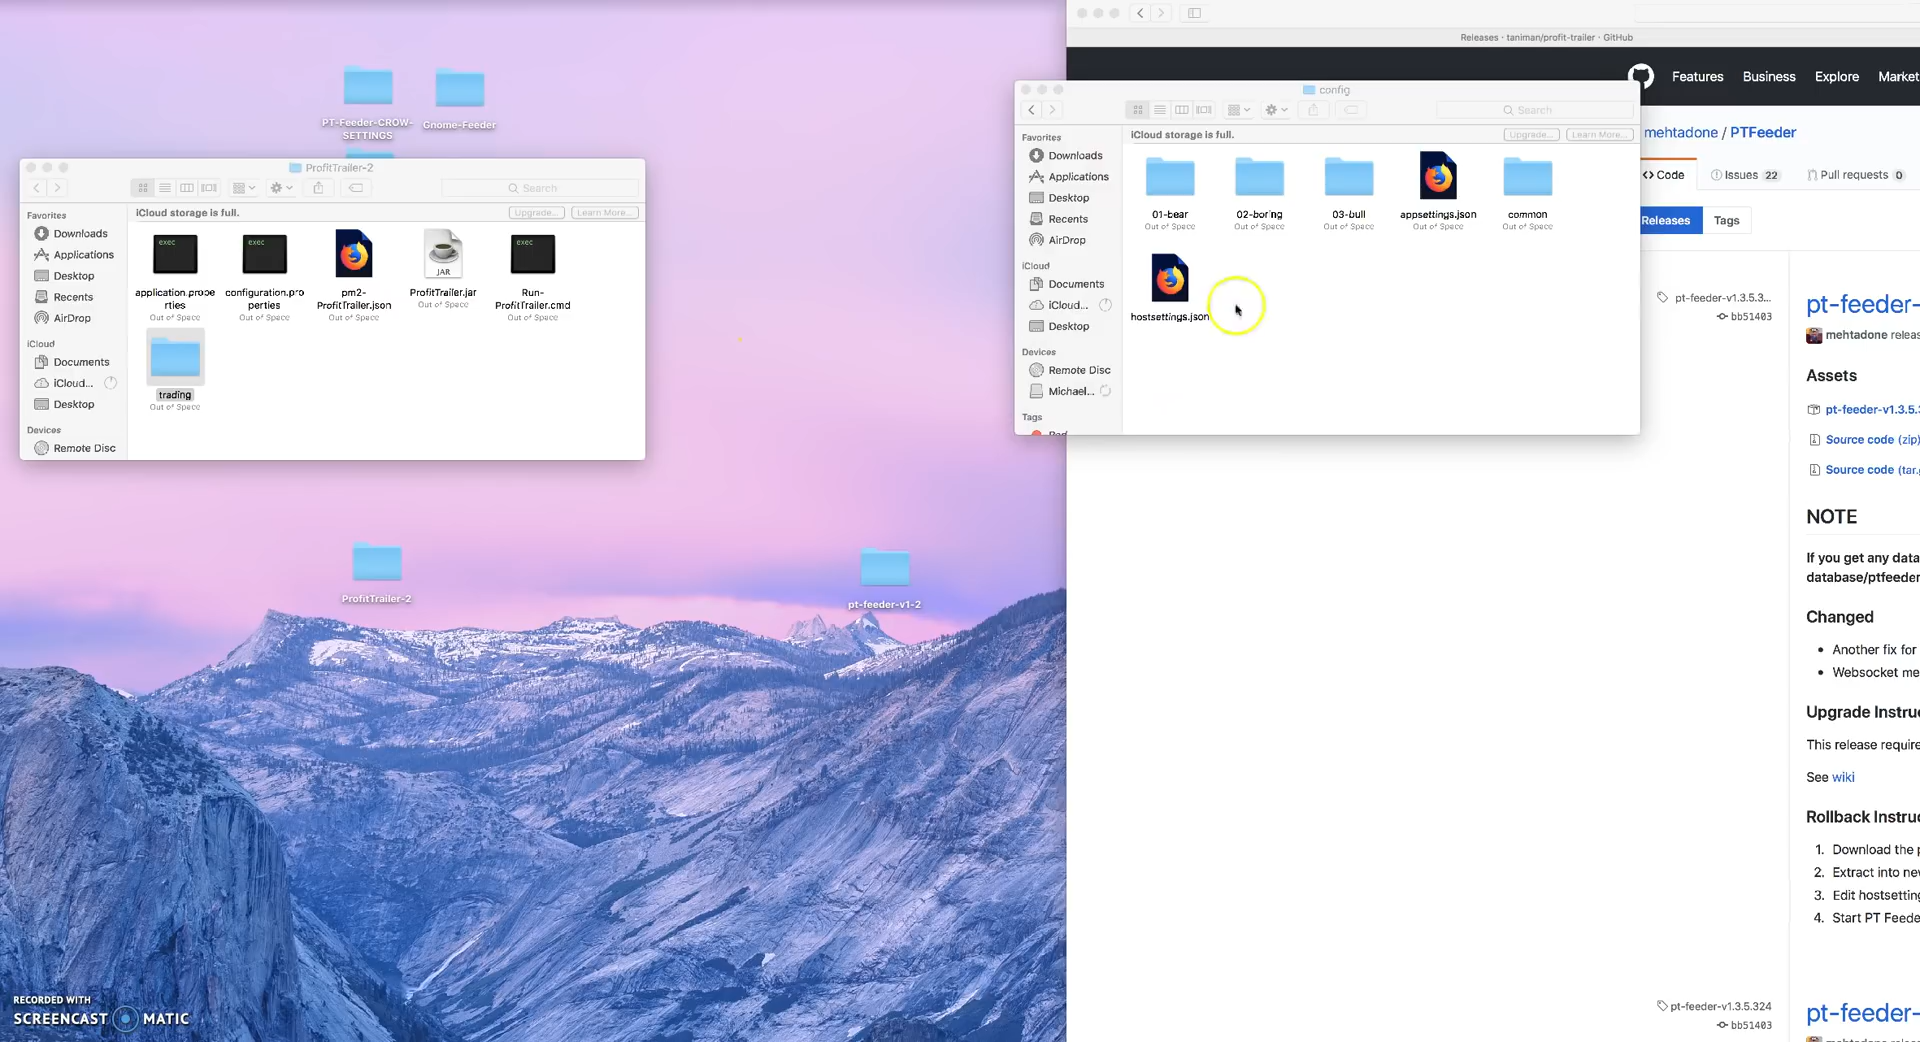 PT-Feeder-CROW-
SETTINGS
Gnome-Feeder
ProfitTrailer-2
Search
Favorites
Downloads
Applications
Desktop
Recents
AirDrop
iCloud
Documents
iCloud...
Desktop
Devices
Remote Disc
iCloud storage is full.
Upgrade...
Learn More...
exec
application.prope
rties
Out of Space
exec
configuration.pro
perties
Out of Space
pm2-
ProfitTrailer.json
Out of Space
JAR
ProfitTrailer.jar
Out of Space
exec
Run-
ProfitTrailer.cmd
Out of Space
trading
Out of Space
ProfitTrailer-2
pt-feeder-v1-2
RECORDED WITH
SCREENCAST MATIC
Releases · taniman/profit-trailer · GitHub
Features Business Explore Market
config
Search
Favorites
Downloads
Applications
Desktop
Recents
AirDrop
iCloud
Documents
iCloud...
Desktop
Devices
Remote Disc
Michael...
Tags
iCloud storage is full.
Upgrade...
Learn More...
01-bear
Out of Space
02-boring
Out of Space
03-bull
Out of Space
appsettings.json
Out of Space
common
Out of Space
hostsettings.json
mehtadone / PTFeeder
Code
Issues 22
Pull requests 0
Releases
Tags
pt-feeder-v1.3.5.3...
bb51403
pt-feeder-
mehtadone releas
Assets
pt-feeder-v1.3.5.3
Source code (zip)
Source code (tar.g
NOTE
If you get any data
database/ptfeeder
Changed
Another fix for
Websocket me
Upgrade Instruc
This release require
See wiki
Rollback Instruc
1. Download the p
2. Extract into new
3. Edit hostsetting
4. Start PT Feede
pt-feeder-v1.3.5.324
bb51403
pt-feeder-